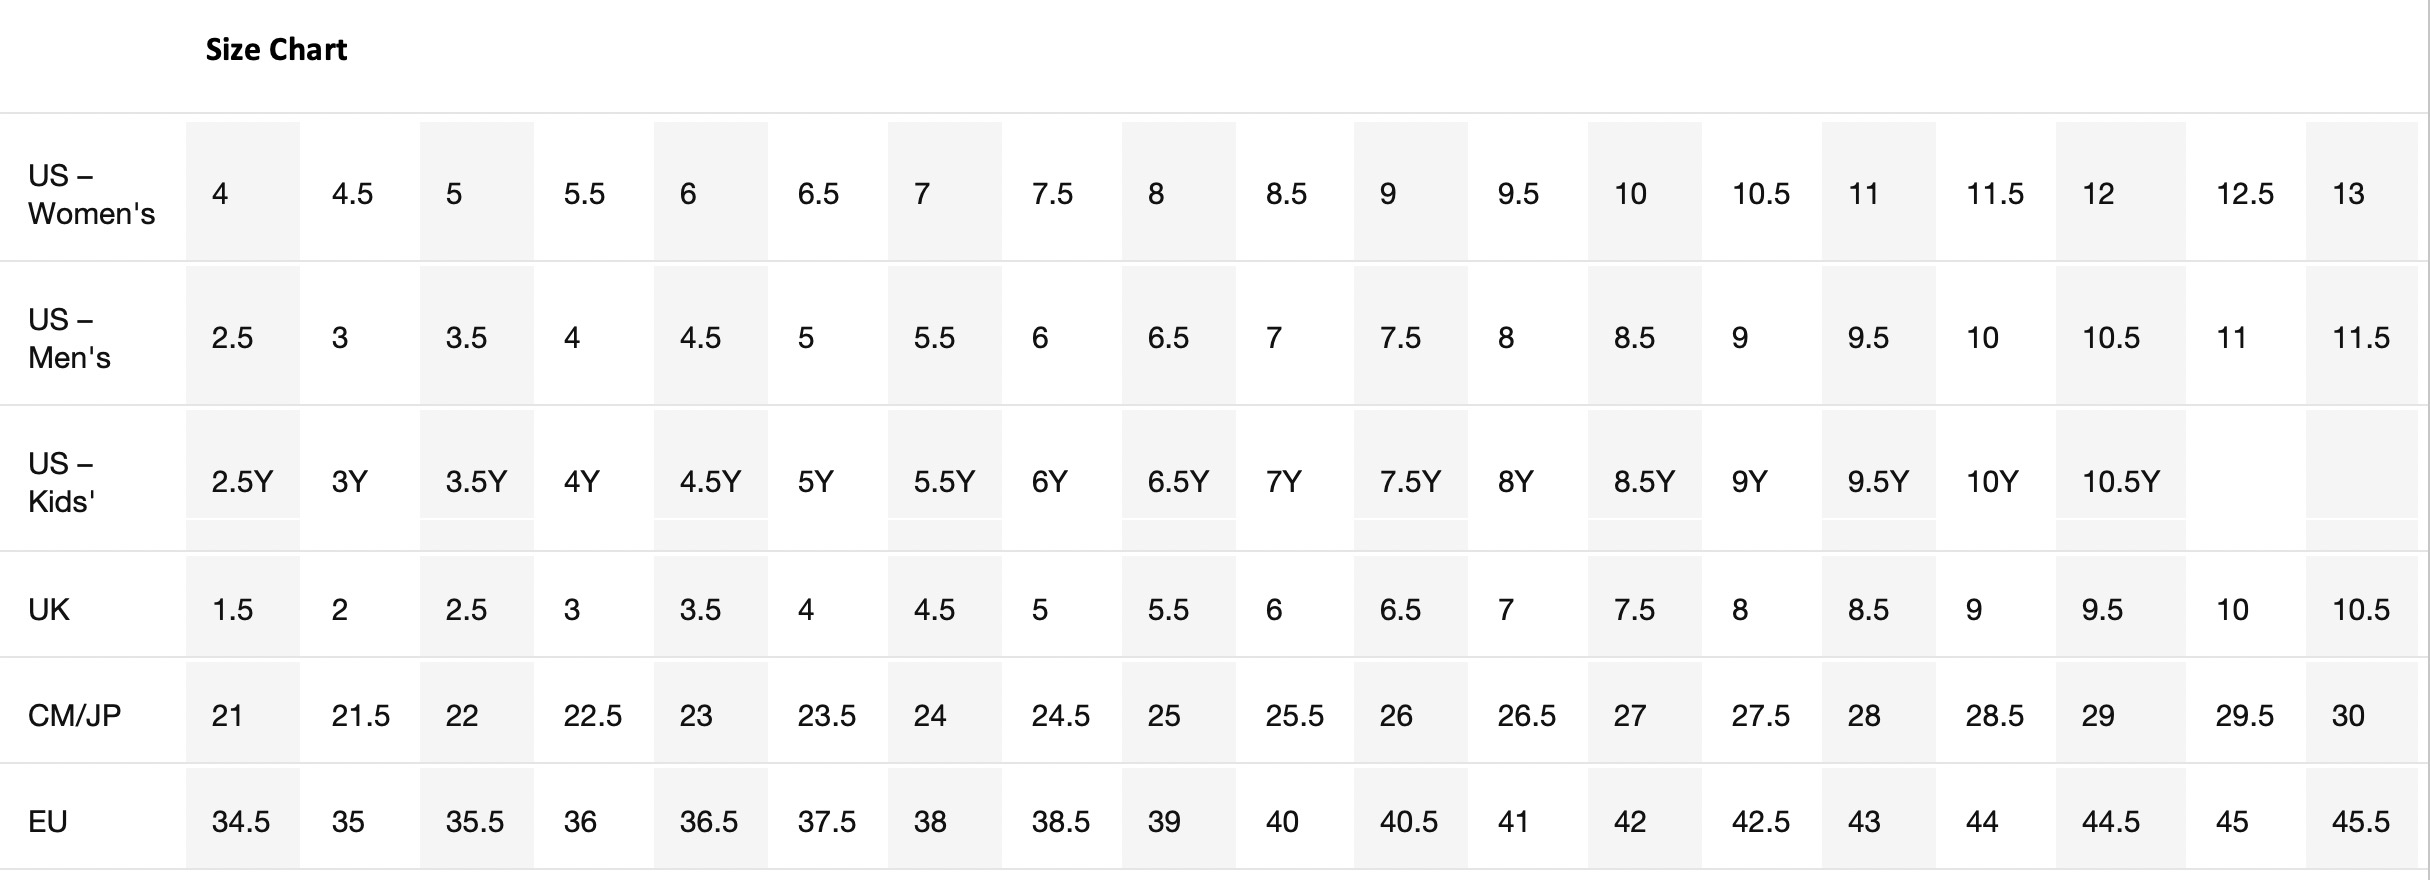 Size Chart
US –
Women's
4 4.5 5 5.5 6 6.5 7 7.5 8 8.5 9 9.5 10 10.5 11 11.5 12 12.5 13
US –
Men's
2.5 3 3.5 4 4.5 5 5.5 6 6.5 7 7.5 8 8.5 9 9.5 10 10.5 11 11.5
US –
Kids'
2.5Y 3Y 3.5Y 4Y 4.5Y 5Y 5.5Y 6Y 6.5Y 7Y 7.5Y 8Y 8.5Y 9Y 9.5Y 10Y 10.5Y
UK 1.5 2 2.5 3 3.5 4 4.5 5 5.5 6 6.5 7 7.5 8 8.5 9 9.5 10 10.5
CM/JP 21 21.5 22 22.5 23 23.5 24 24.5 25 25.5 26 26.5 27 27.5 28 28.5 29 29.5 30
EU 34.5 35 35.5 36 36.5 37.5 38 38.5 39 40 40.5 41 42 42.5 43 44 44.5 45 45.5